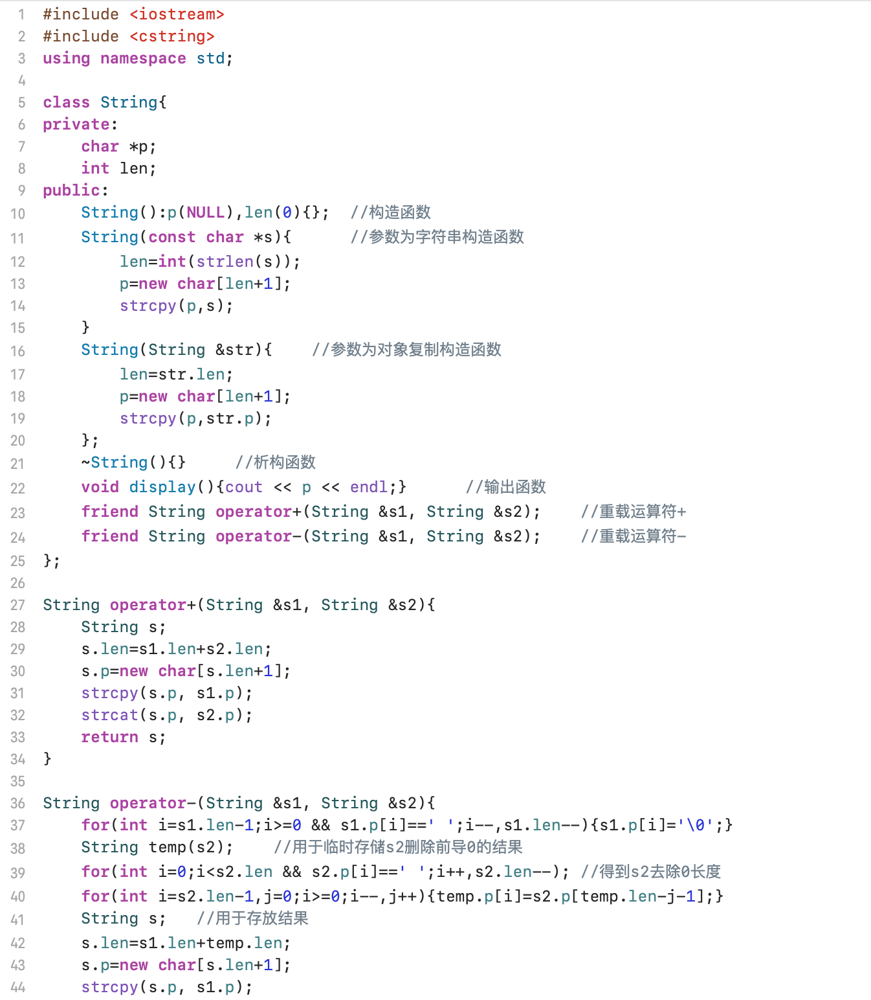 1 #include <iostream>
2 #include <cstring>
3 using namespace std;
4
5 class String{
6 private:
7     char *p;
8     int len;
9 public:
10     String():p(NULL),len(0){};  //构造函数
11     String(const char *s){      //参数为字符串构造函数
12         len=int(strlen(s));
13         p=new char[len+1];
14         strcpy(p,s);
15     }
16     String(String &str){    //参数为对象复制构造函数
17         len=str.len;
18         p=new char[len+1];
19         strcpy(p,str.p);
20     };
21     ~String(){}     //析构函数
22     void display(){cout << p << endl;}      //输出函数
23     friend String operator+(String &s1, String &s2);    //重载运算符+
24     friend String operator-(String &s1, String &s2);    //重载运算符-
25 };
26
27 String operator+(String &s1, String &s2){
28     String s;
29     s.len=s1.len+s2.len;
30     s.p=new char[s.len+1];
31     strcpy(s.p, s1.p);
32     strcat(s.p, s2.p);
33     return s;
34 }
35
36 String operator-(String &s1, String &s2){
37     for(int i=s1.len-1;i>=0 && s1.p[i]==' ';i--,s1.len--){s1.p[i]='\0';}
38     String temp(s2);    //用于临时存储s2删除前导0的结果
39     for(int i=0;i<s2.len && s2.p[i]==' ';i++,s2.len--); //得到s2去除0长度
40     for(int i=s2.len-1,j=0;i>=0;i--,j++){temp.p[i]=s2.p[temp.len-j-1];}
41     String s;   //用于存放结果
42     s.len=s1.len+temp.len;
43     s.p=new char[s.len+1];
44     strcpy(s.p, s1.p);